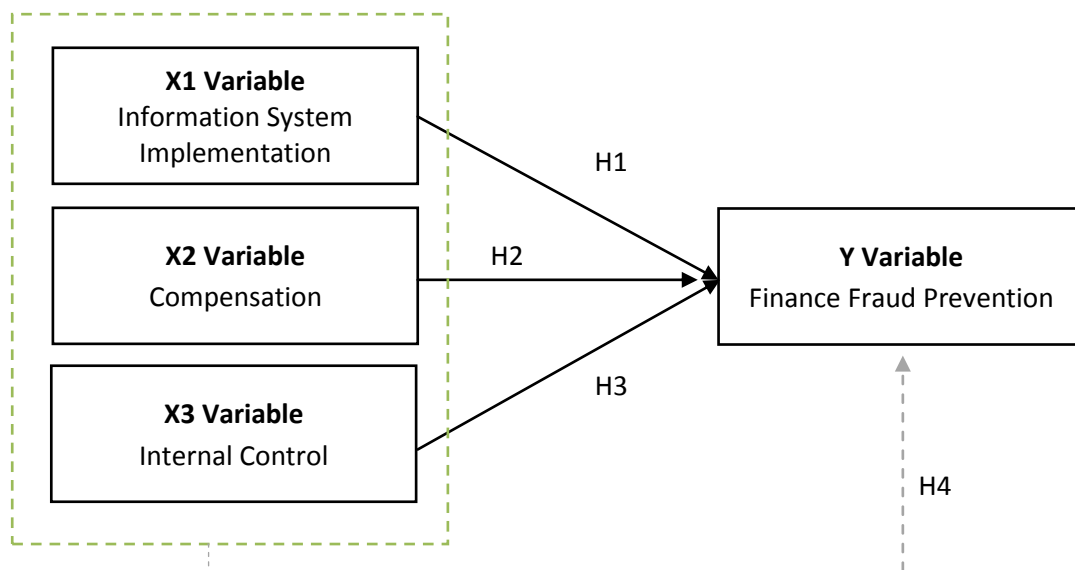 X1 Variable
Information System
Implementation
H1
X2 Variable
Compensation
H2
Y Variable
Finance Fraud Prevention
X3 Variable
Internal Control
H3
H4